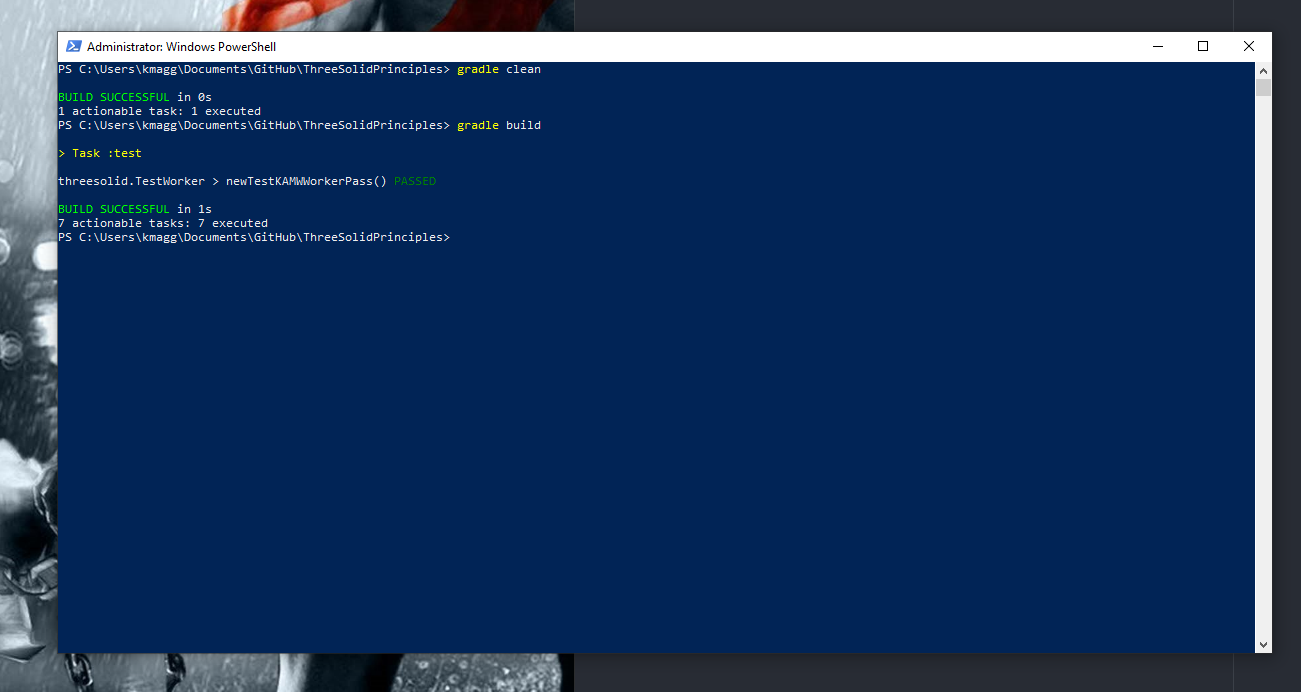 Administrator: Windows PowerShell
PS C:\Users\kmagg\Documents\GitHub\ThreeSolidPrinciples> gradle clean
BUILD SUCCESSFUL in 0s
1 actionable task: 1 executed
PS C:\Users\kmagg\Documents\GitHub\ThreeSolidPrinciples> gradle build
> Task :test
threesolid.TestWorker > newTestKAMWWorkerPass() PASSED
BUILD SUCCESSFUL in 1s
7 actionable tasks: 7 executed
PS C:\Users\kmagg\Documents\GitHub\ThreeSolidPrinciples>